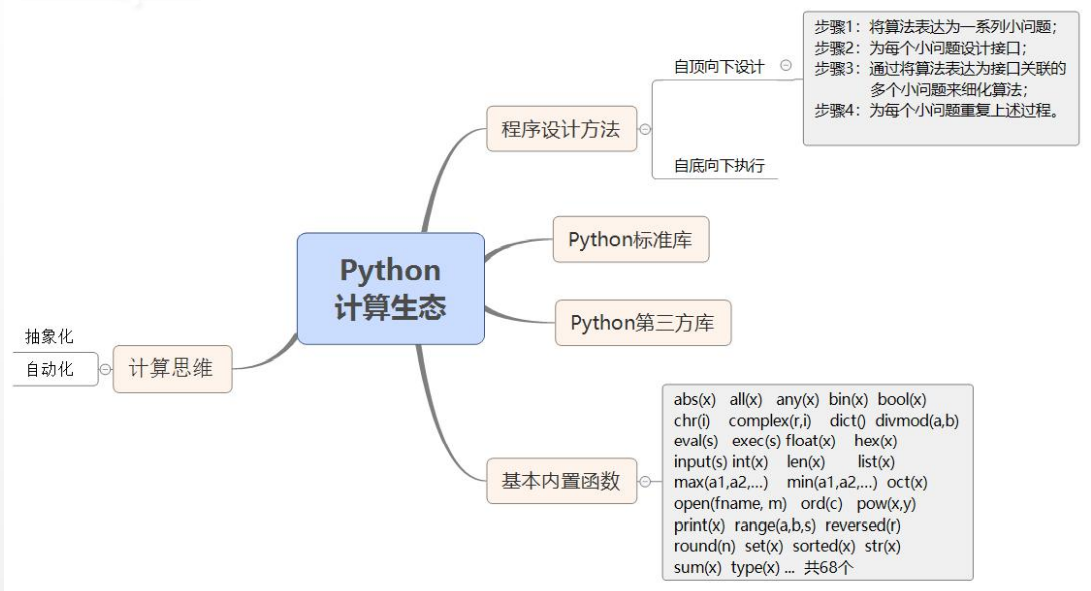 Python
计算生态
程序设计方法
自顶向下设计
步骤1：将算法表达为一系列小问题；
步骤2：为每个小问题设计接口；
步骤3：通过将算法表达为接口关联的
多个小问题来细化算法；
步骤4：为每个小问题重复上述过程。
自底向下执行
Python标准库
Python第三方库
基本内置函数
abs(x) all(x) any(x) bin(x) bool(x)
chr(i) complex(r,i) dict() divmod(a,b)
eval(s) exec(s) float(x) hex(x)
input(s) int(x) len(x) list(x)
max(a1,a2,...) min(a1,a2,...) oct(x)
open(fname, m) ord(c) pow(x,y)
print(x) range(a,b,s) reversed(r)
round(n) set(x) sorted(x) str(x)
sum(x) type(x) ... 共68个
计算思维
抽象化
自动化